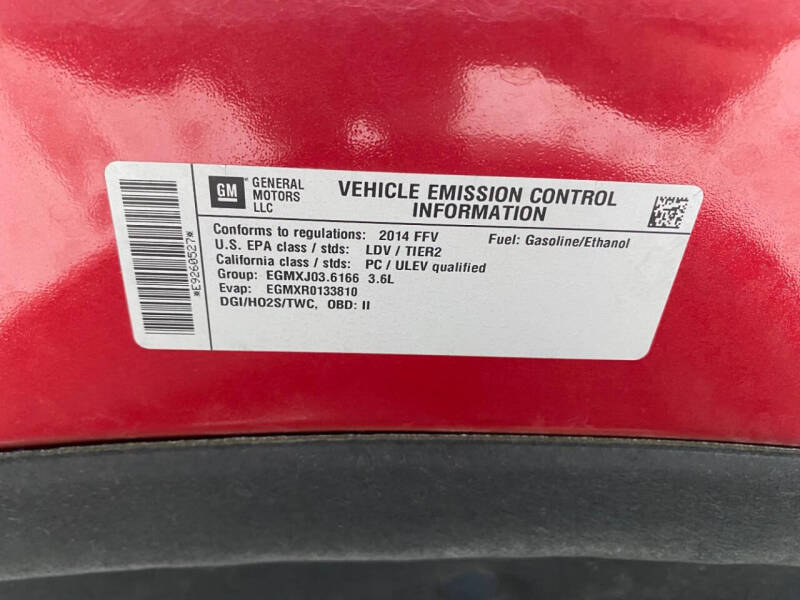 GM GENERAL MOTORS LLC
VEHICLE EMISSION CONTROL INFORMATION
Conforms to regulations: 2014 FFV Fuel: Gasoline/Ethanol
U.S. EPA class / stds: LDV / TIER2
California class / stds: PC / ULEV qualified
Group: EGMXJ03.6166 3.6L
Evap: EGMXR0133810
DGI/HO2S/TWC, OBD: II
*E9260527*